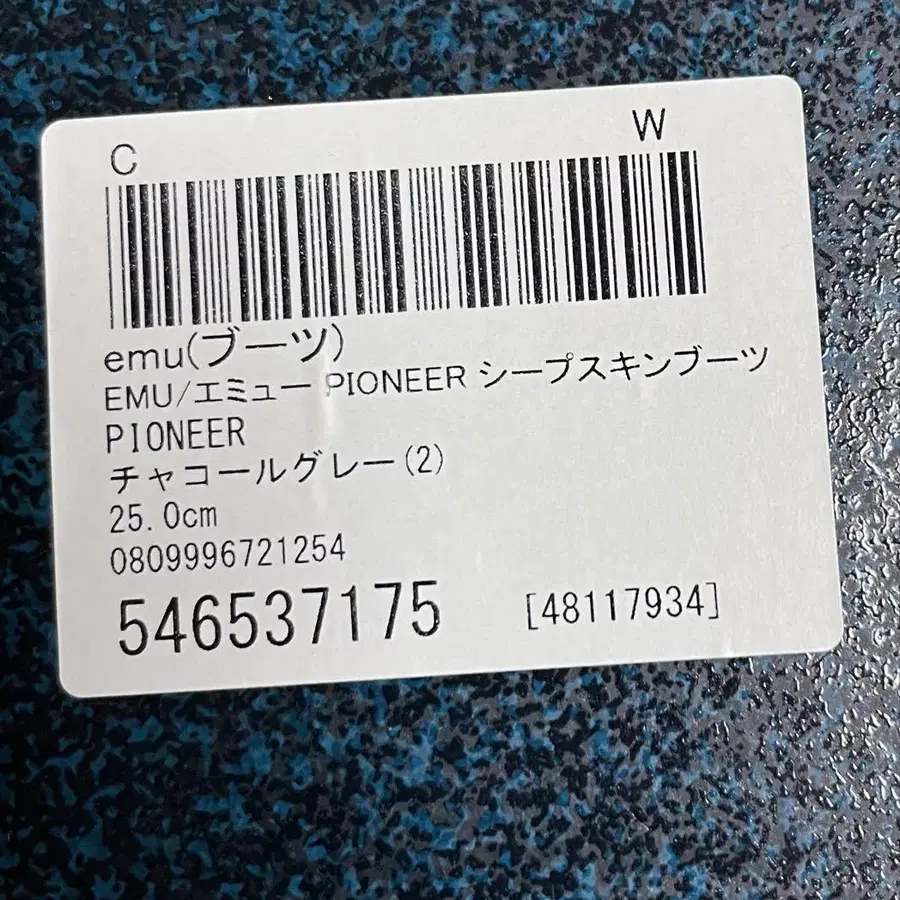 C W
emu(ブーツ)
EMU/エミュー PIONEER シープスキンブーツ
PIONEER
チャコールグレー(2)
25.0cm
0809996721254
546537175 [48117934]